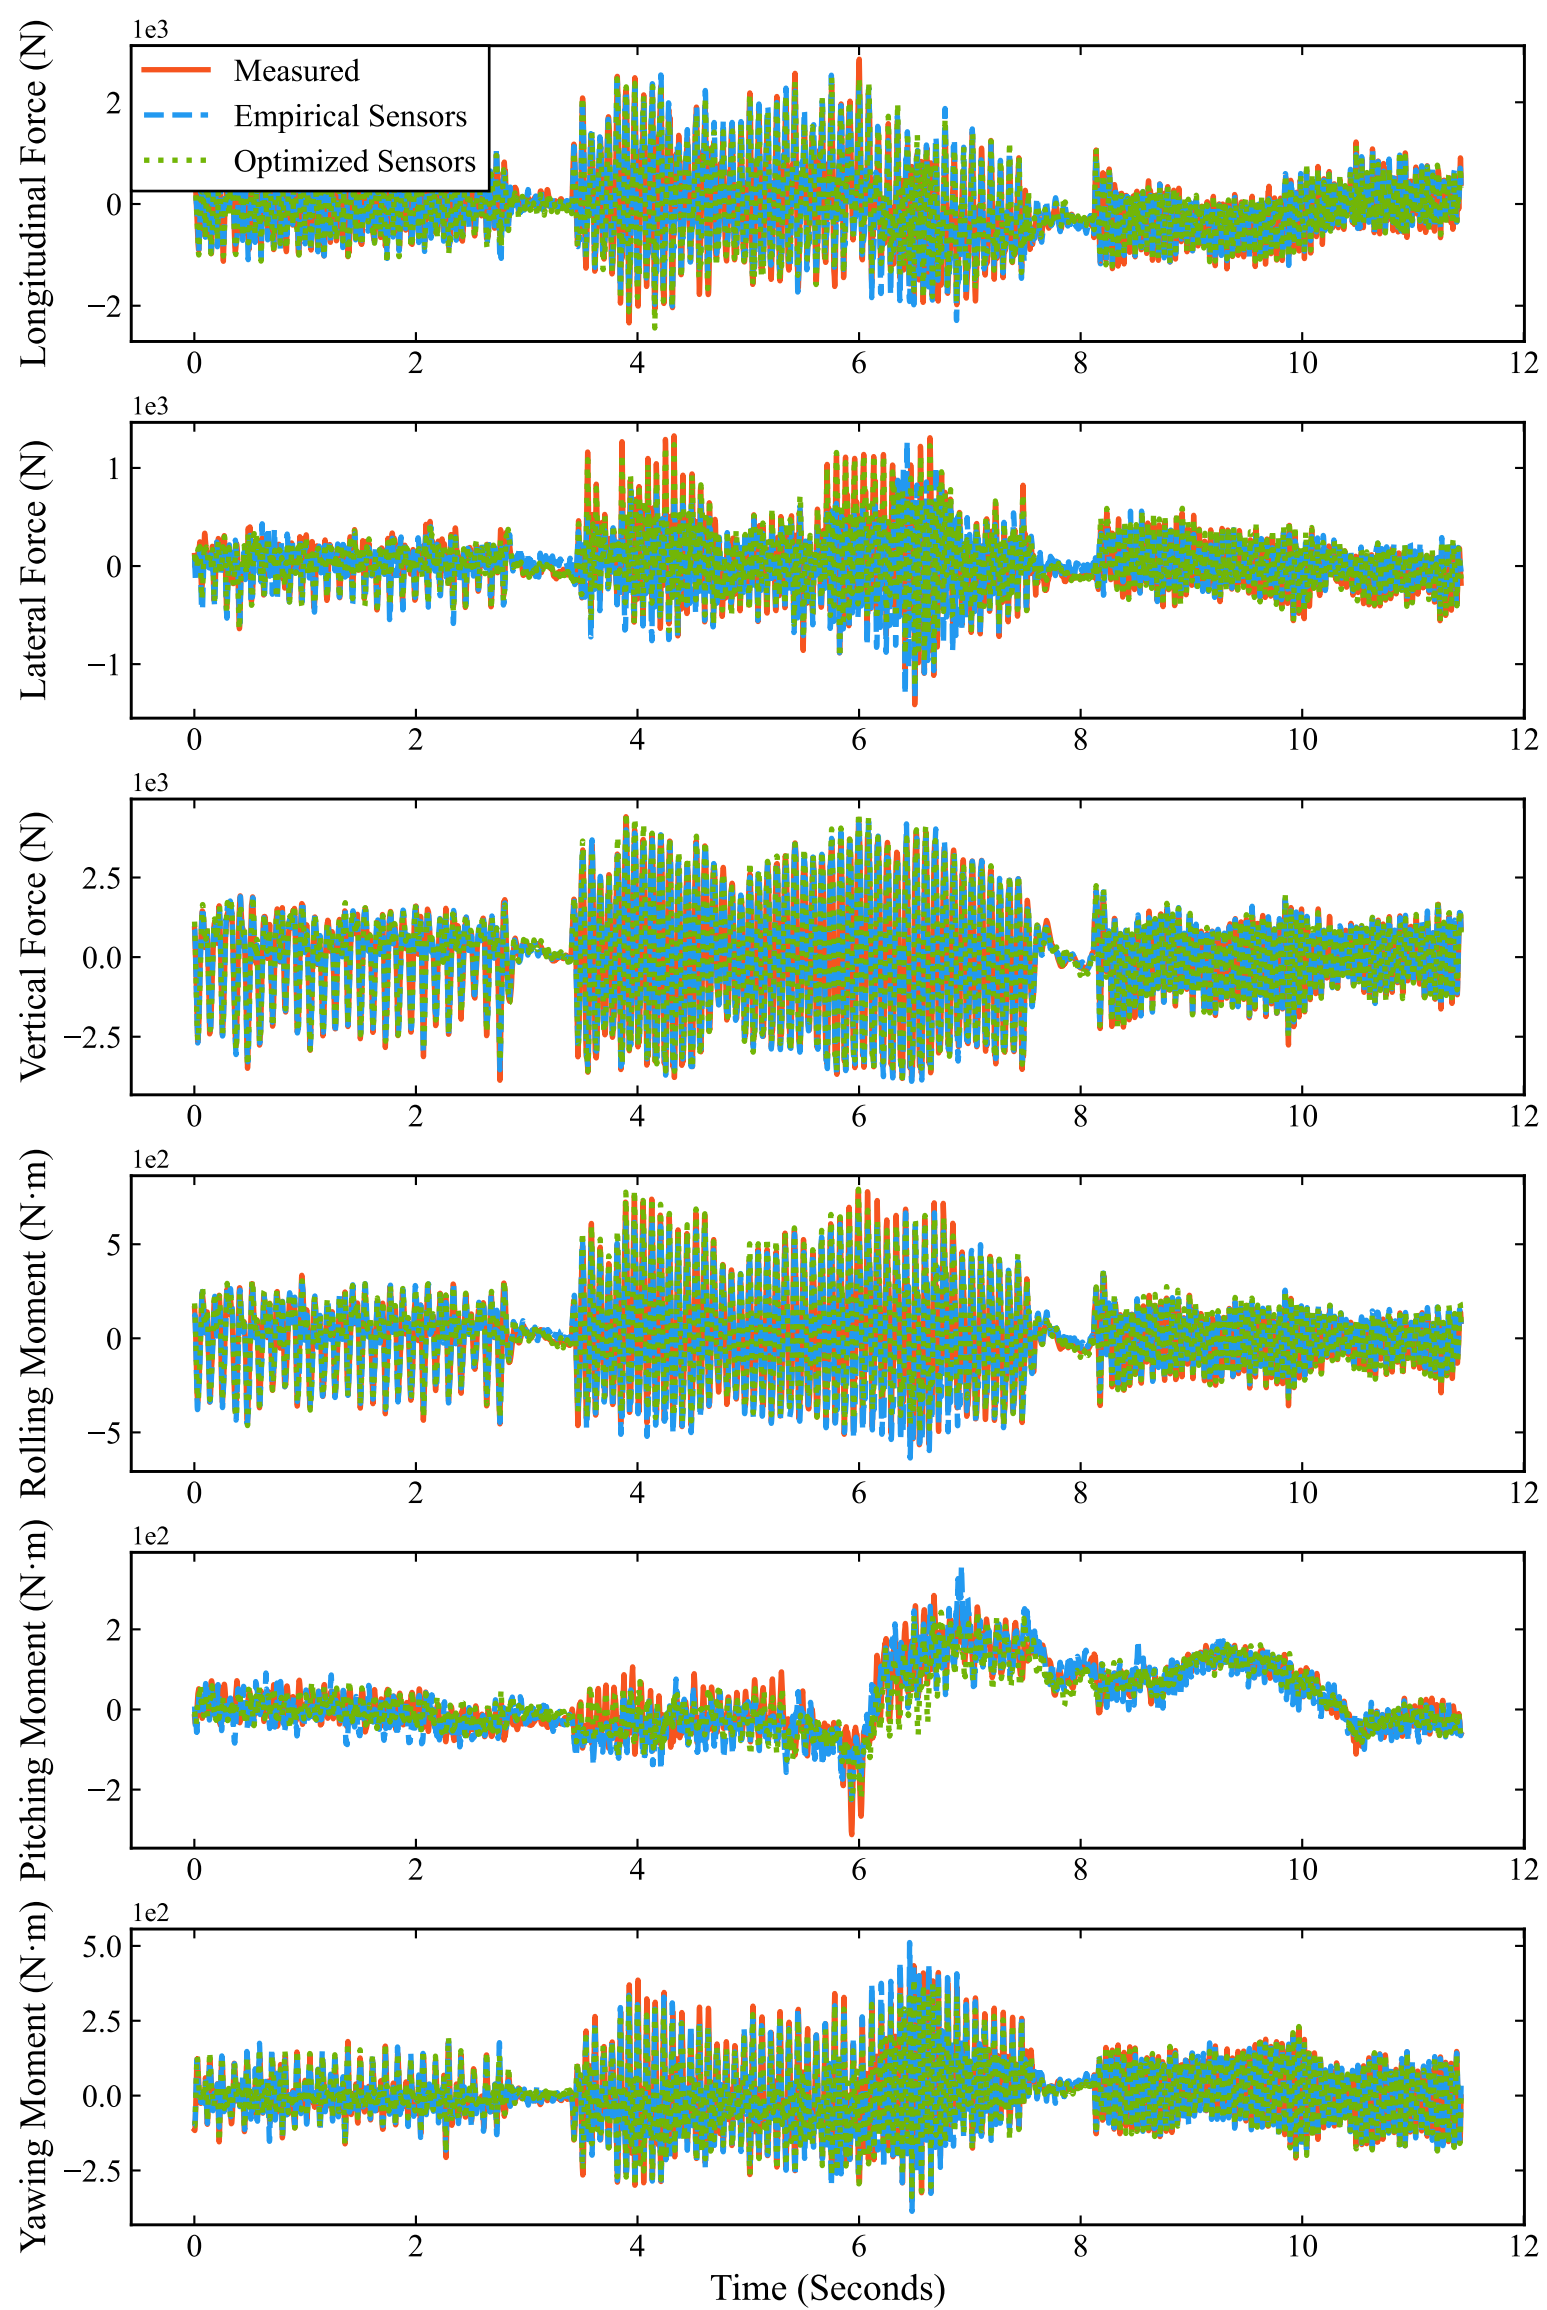 1e3
Longitudinal Force (N)
Measured
Empirical Sensors
Optimized Sensors
2
0
−2
0 2 4 6 8 10 12
1e3
Lateral Force (N)
1
0
−1
0 2 4 6 8 10 12
1e3
Vertical Force (N)
2.5
0.0
−2.5
0 2 4 6 8 10 12
1e2
Rolling Moment (N·m)
5
0
−5
0 2 4 6 8 10 12
1e2
Pitching Moment (N·m)
2
0
−2
0 2 4 6 8 10 12
1e2
Yawing Moment (N·m)
5.0
2.5
0.0
−2.5
0 2 4 6 8 10 12
Time (Seconds)